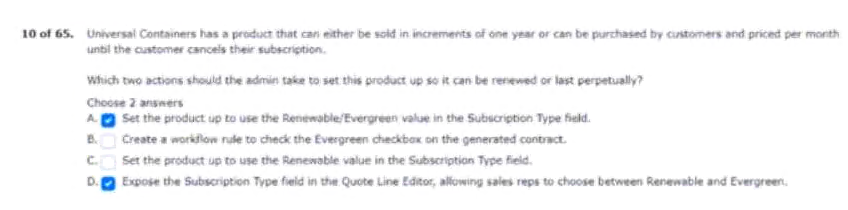 10 of 65. Universal Containers has a product that can either be sold in increments of one year or can be purchased by customers and priced per month
until the customer cancels their subscription.
Which two actions should the admin take to set this product up so it can be renewed or last perpetually?
Choose 2 answers
A. Set the product up to use the Renewable/Evergreen value in the Subscription Type field.
B. Create a workflow rule to check the Evergreen checkbox on the generated contract.
C. Set the product up to use the Renewable value in the Subscription Type field.
D. Expose the Subscription Type field in the Quote Line Editor, allowing sales reps to choose between Renewable and Evergreen.